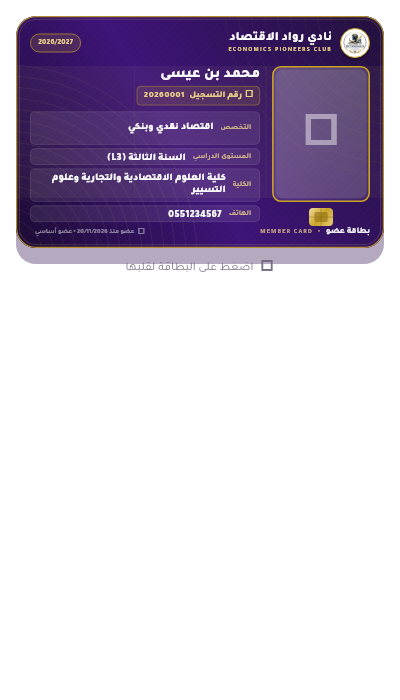 نادي رواد الاقتصاد
ECONOMICS PIONEERS CLUB
2026/2027
محمد بن عيسى
رقم التسجيل 20260001
التخصص اقتصاد نقدي وبنكي
المستوى الدراسي السنة الثالثة (L3)
الكلية كلية العلوم الاقتصادية والتجارية وعلوم
التسيير
الهاتف 0551234567
بطاقة عضو • MEMBER CARD
عضو منذ 20/11/2026 • عضو أساسي
اضغط على البطاقة لقلبها